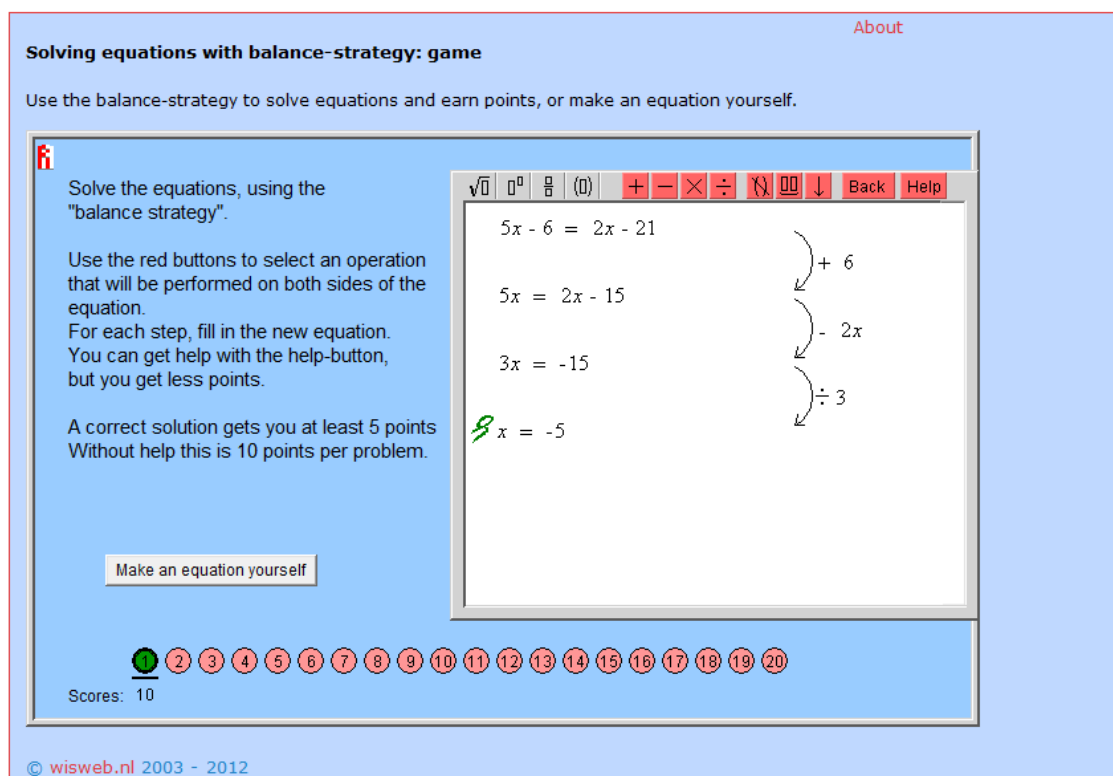 About
Solving equations with balance-strategy: game
Use the balance-strategy to solve equations and earn points, or make an equation yourself.
Solve the equations, using the
"balance strategy".
Use the red buttons to select an operation
that will be performed on both sides of the
equation.
For each step, fill in the new equation.
You can get help with the help-button,
but you get less points.
A correct solution gets you at least 5 points
Without help this is 10 points per problem.
Make an equation yourself
√▯ ▯▫ ▯/▯ (▯) + − × ÷ ↓ Back Help
5x - 6 = 2x - 21
+ 6
5x = 2x - 15
- 2x
3x = -15
÷ 3
x = -5
1 2 3 4 5 6 7 8 9 10 11 12 13 14 15 16 17 18 19 20
Scores: 10
© wisweb.nl 2003 - 2012